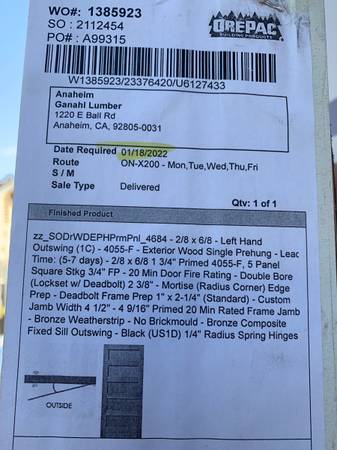 WO#: 1385923
SO : 2112454
PO# : A99315
OREPAC
BUILDING PRODUCTS
W1385923/23376420/U6127433
Anaheim
Ganahl Lumber
1220 E Ball Rd
Anaheim, CA, 92805-0031
Date Required 01/18/2022
Route ON-X200 - Mon,Tue,Wed,Thu,Fri
S / M
Sale Type Delivered
Qty: 1 of 1
Finished Product
zz_SODrWDEPHPrmPnl_4684 - 2/8 x 6/8 - Left Hand
Outswing (1C) - 4055-F - Exterior Wood Single Prehung - Lead
Time: (5-7 days) - 2/8 x 6/8 1 3/4" Primed 4055-F, 5 Panel
Square Stkg 3/4" FP - 20 Min Door Fire Rating - Double Bore
(Lockset w/ Deadbolt) 2 3/8" - Mortise (Radius Corner) Edge
Prep - Deadbolt Frame Prep 1" x 2-1/4" (Standard) - Custom
Jamb Width 4 1/2" - 4 9/16" Primed 20 Min Rated Frame Jamb
- Bronze Weatherstrip - No Brickmould - Bronze Composite
Fixed Sill Outswing - Black (US1D) 1/4" Radius Spring Hinges
OUTSIDE